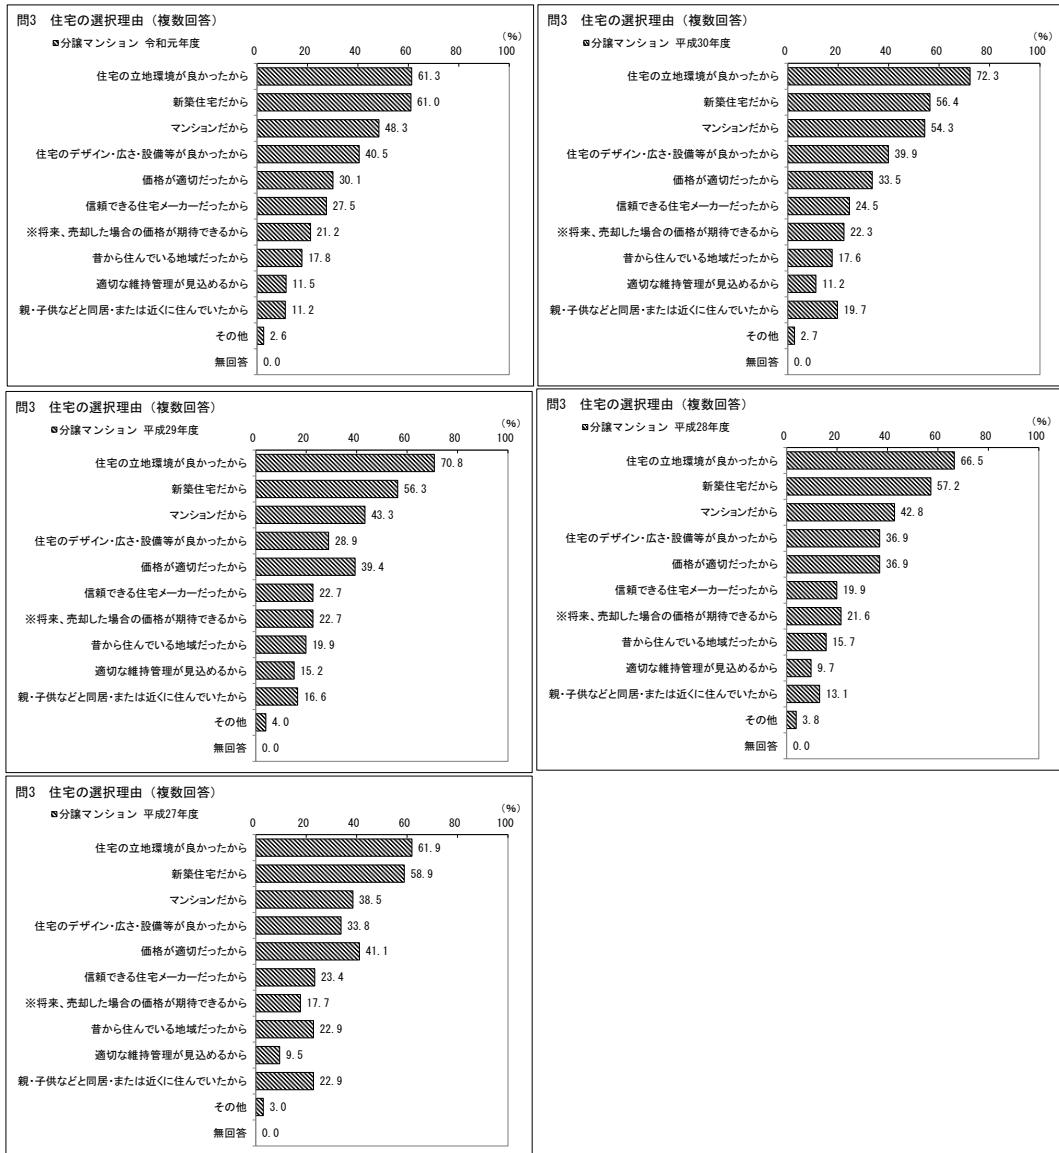 問3 住宅の選択理由（複数回答）
分譲マンション 令和元年度
(%)
0 20 40 60 80 100
住宅の立地環境が良かったから 61.3
新築住宅だから 61.0
マンションだから 48.3
住宅のデザイン・広さ・設備等が良かったから 40.5
価格が適切だったから 30.1
信頼できる住宅メーカーだったから 27.5
※将来、売却した場合の価格が期待できるから 21.2
昔から住んでいる地域だったから 17.8
適切な維持管理が見込めるから 11.5
親・子供などと同居・または近くに住んでいたから 11.2
その他 2.6
無回答 0.0
問3 住宅の選択理由（複数回答）
分譲マンション 平成30年度
(%)
0 20 40 60 80 100
住宅の立地環境が良かったから 72.3
新築住宅だから 56.4
マンションだから 54.3
住宅のデザイン・広さ・設備等が良かったから 39.9
価格が適切だったから 33.5
信頼できる住宅メーカーだったから 24.5
※将来、売却した場合の価格が期待できるから 22.3
昔から住んでいる地域だったから 17.6
適切な維持管理が見込めるから 11.2
親・子供などと同居・または近くに住んでいたから 19.7
その他 2.7
無回答 0.0
問3 住宅の選択理由（複数回答）
分譲マンション 平成29年度
(%)
0 20 40 60 80 100
住宅の立地環境が良かったから 70.8
新築住宅だから 56.3
マンションだから 43.3
住宅のデザイン・広さ・設備等が良かったから 28.9
価格が適切だったから 39.4
信頼できる住宅メーカーだったから 22.7
※将来、売却した場合の価格が期待できるから 22.7
昔から住んでいる地域だったから 19.9
適切な維持管理が見込めるから 15.2
親・子供などと同居・または近くに住んでいたから 16.6
その他 4.0
無回答 0.0
問3 住宅の選択理由（複数回答）
分譲マンション 平成28年度
(%)
0 20 40 60 80 100
住宅の立地環境が良かったから 66.5
新築住宅だから 57.2
マンションだから 42.8
住宅のデザイン・広さ・設備等が良かったから 36.9
価格が適切だったから 36.9
信頼できる住宅メーカーだったから 19.9
※将来、売却した場合の価格が期待できるから 21.6
昔から住んでいる地域だったから 15.7
適切な維持管理が見込めるから 9.7
親・子供などと同居・または近くに住んでいたから 13.1
その他 3.8
無回答 0.0
問3 住宅の選択理由（複数回答）
分譲マンション 平成27年度
(%)
0 20 40 60 80 100
住宅の立地環境が良かったから 61.9
新築住宅だから 58.9
マンションだから 38.5
住宅のデザイン・広さ・設備等が良かったから 33.8
価格が適切だったから 41.1
信頼できる住宅メーカーだったから 23.4
※将来、売却した場合の価格が期待できるから 17.7
昔から住んでいる地域だったから 22.9
適切な維持管理が見込めるから 9.5
親・子供などと同居・または近くに住んでいたから 22.9
その他 3.0
無回答 0.0